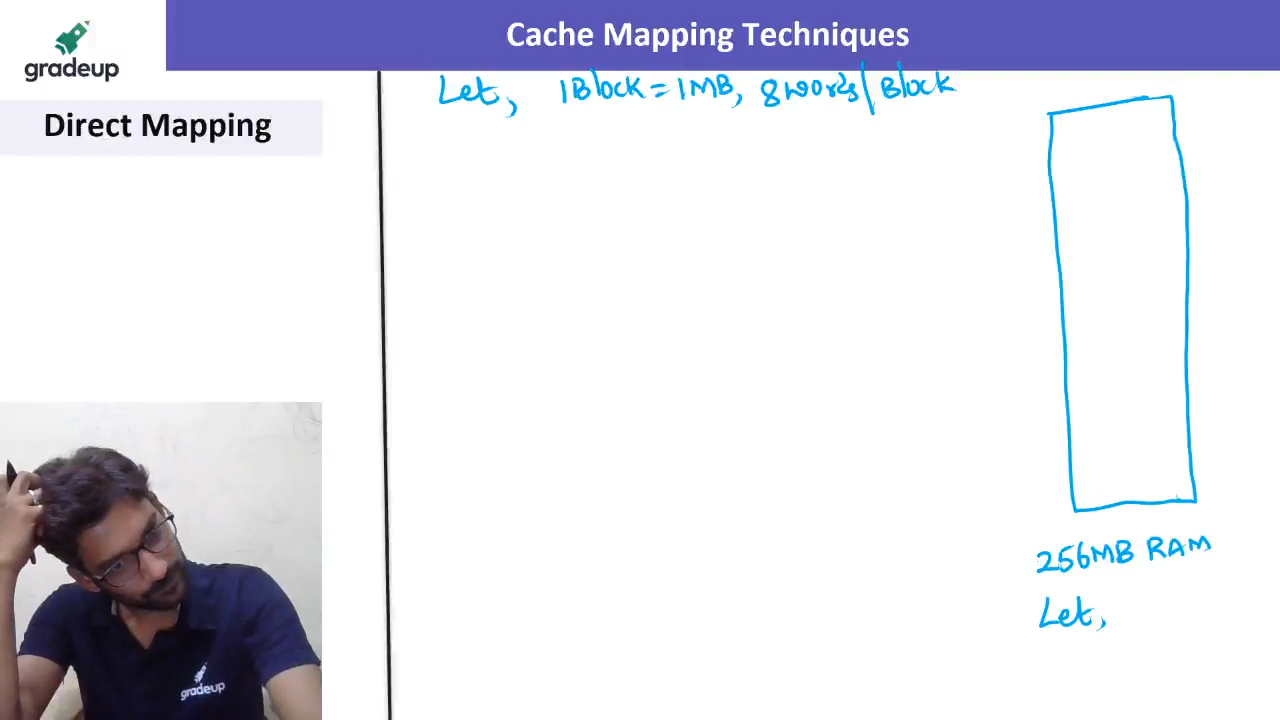 Cache Mapping Techniques
gradeup
Direct Mapping
Let, 1Block = 1MB, 8words/Block
256MB RAM
Let,
gradeup